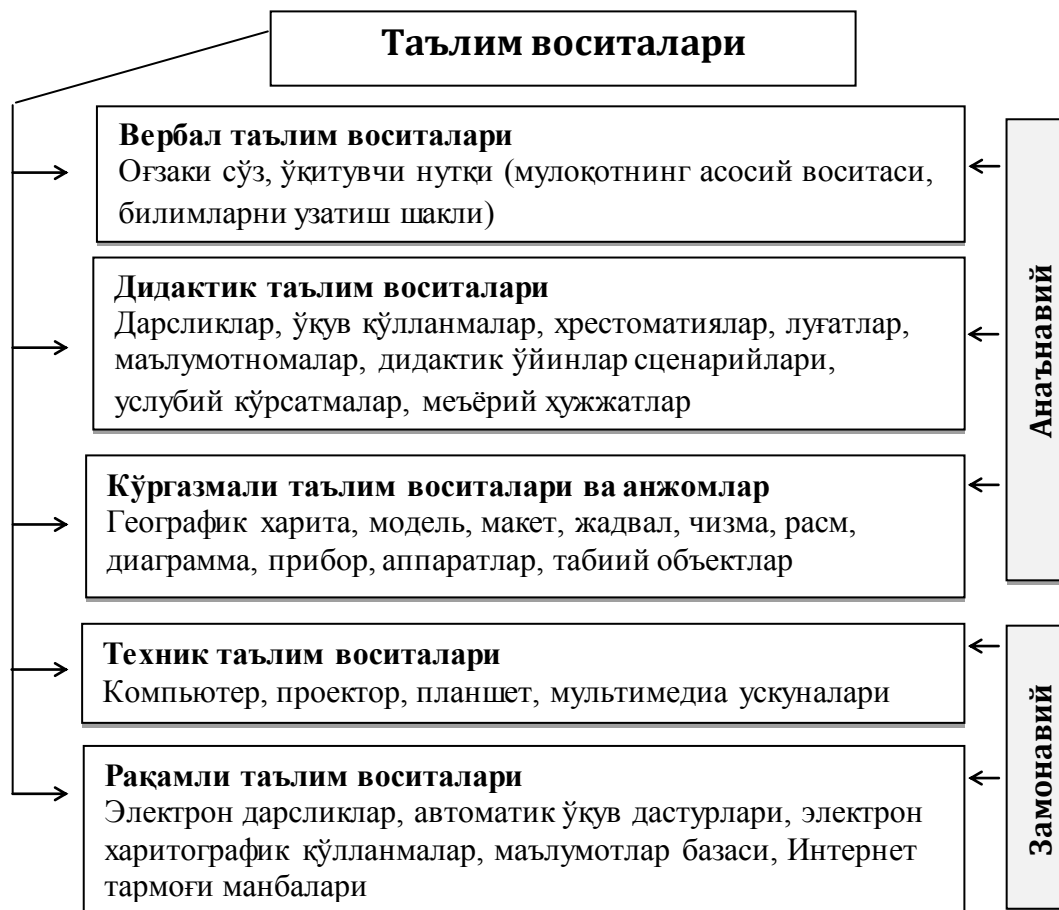 Таълим воситалари
Вербал таълим воситалари
Оғзаки сўз, ўқитувчи нутқи (мулоқотнинг асосий воситаси,
билимларни узатиш шакли)
Дидактик таълим воситалари
Дарсликлар, ўқув қўлланмалар, хрестоматиялар, луғатлар,
маълумотномалар, дидактик ўйинлар сценарийлари,
услубий кўрсатмалар, меъёрий ҳужжатлар
Кўргазмали таълим воситалари ва анжомлар
Географик харита, модель, макет, жадвал, чизма, расм,
диаграмма, прибор, аппаратлар, табиий объектлар
Анаънавий
Техник таълим воситалари
Компьютер, проектор, планшет, мультимедиа ускуналари
Рақамли таълим воситалари
Электрон дарсликлар, автоматик ўқув дастурлари, электрон
харитографик қўлланмалар, маълумотлар базаси, Интернет
тармоғи манбалари
Замонавий